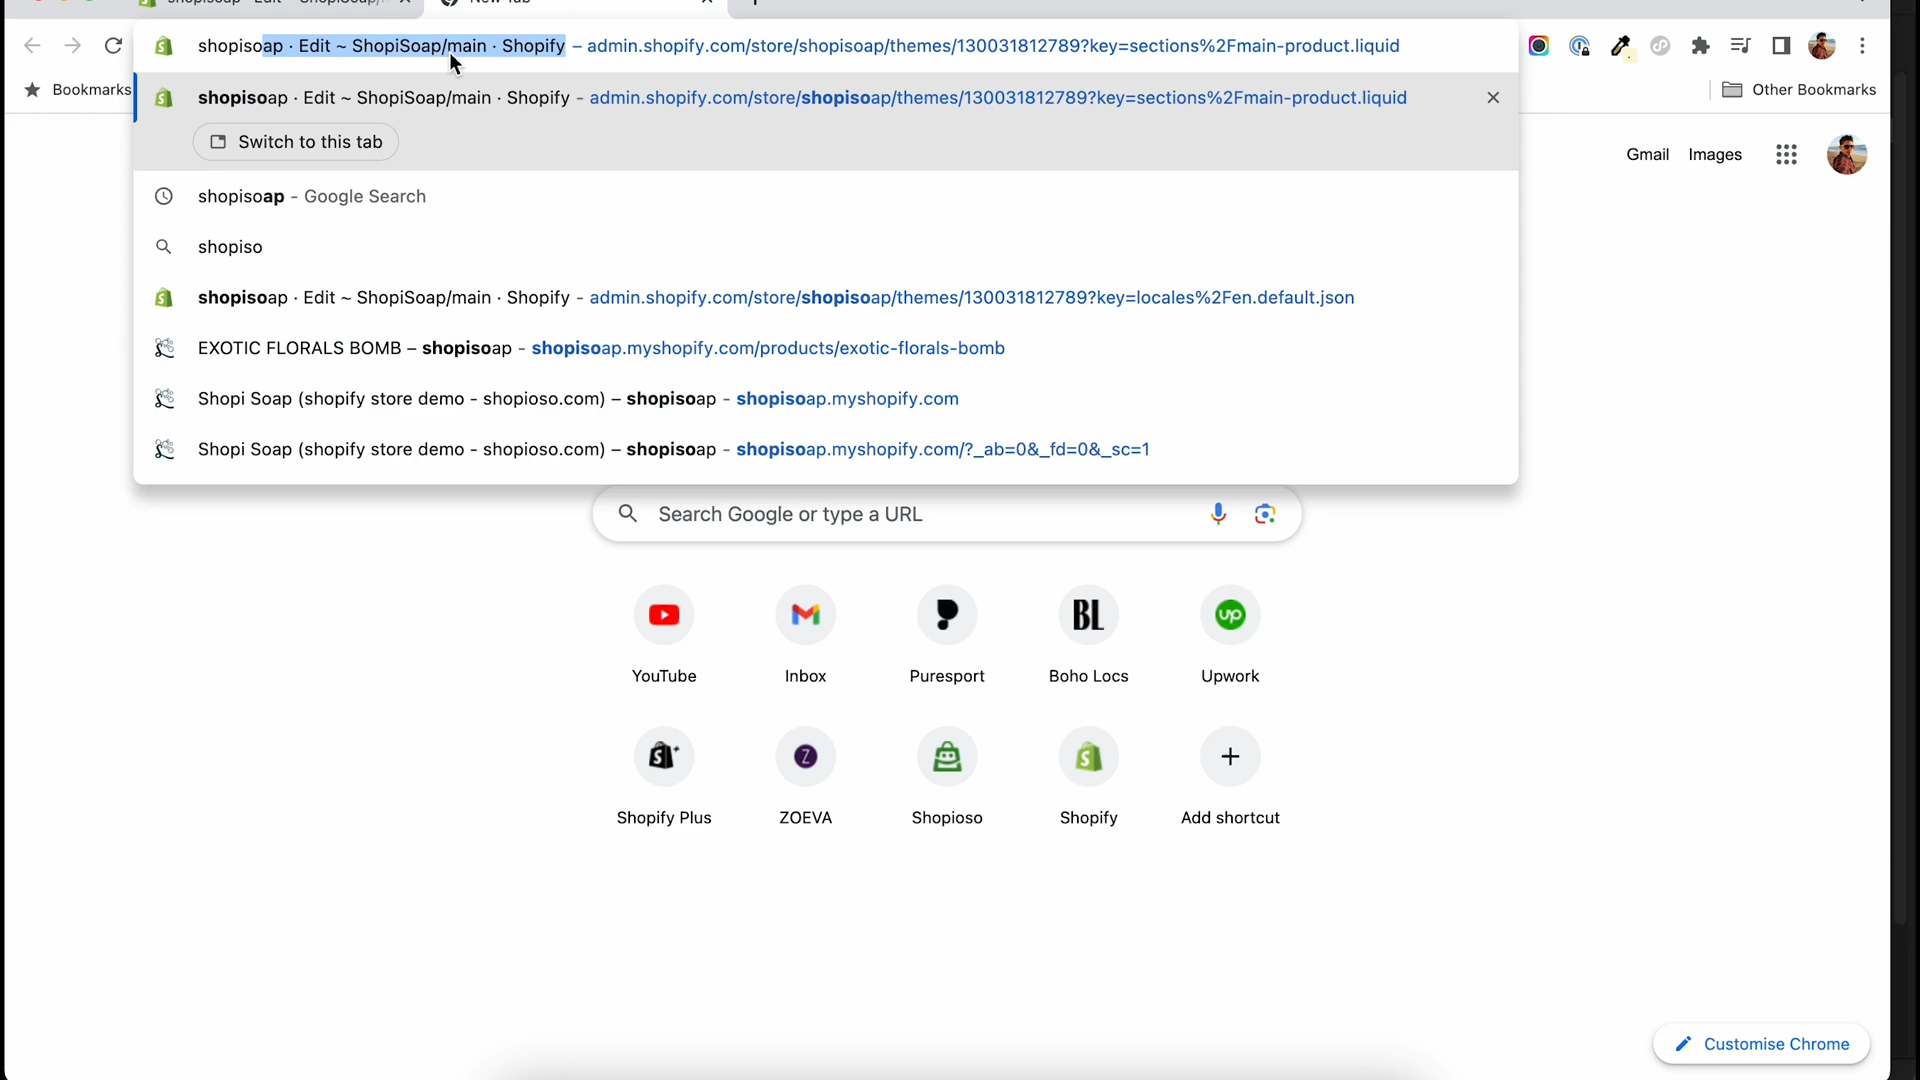 shopisoap · Edit ~ ShopiSoap/main · Shopify – admin.shopify.com/store/shopisoap/themes/130031812789?key=sections%2Fmain-product.liquid
Bookmarks
shopisoap · Edit ~ ShopiSoap/main · Shopify - admin.shopify.com/store/shopisoap/themes/130031812789?key=sections%2Fmain-product.liquid
Other Bookmarks
Switch to this tab
Gmail Images
shopisoap - Google Search
shopiso
shopisoap · Edit ~ ShopiSoap/main · Shopify - admin.shopify.com/store/shopisoap/themes/130031812789?key=locales%2Fen.default.json
EXOTIC FLORALS BOMB – shopisoap - shopisoap.myshopify.com/products/exotic-florals-bomb
Shopi Soap (shopify store demo - shopioso.com) – shopisoap - shopisoap.myshopify.com
Shopi Soap (shopify store demo - shopioso.com) – shopisoap - shopisoap.myshopify.com/?_ab=0&_fd=0&_sc=1
Search Google or type a URL
BL
up
YouTube Inbox Puresport Boho Locs Upwork
Z
Shopify Plus ZOEVA Shopioso Shopify Add shortcut
Customise Chrome